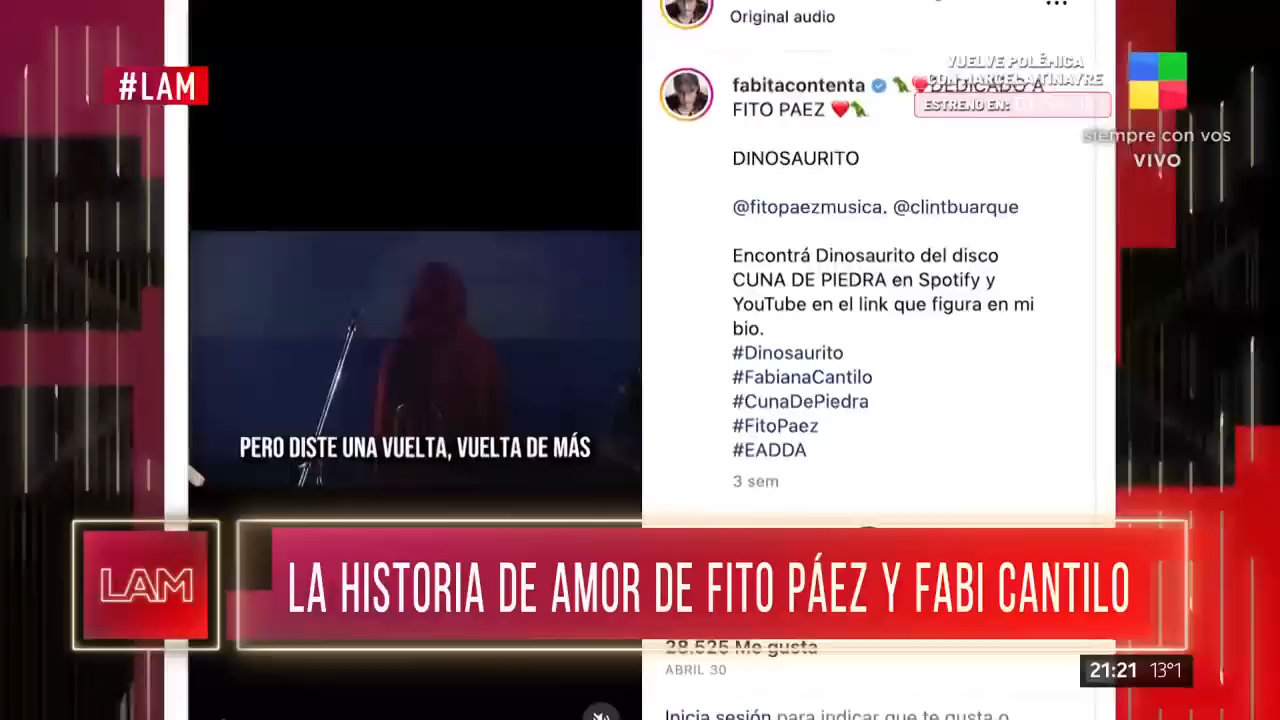 Original audio
#LAM
fabitacontenta DEDICADO A
FITO PAEZ
VUELVE POLÉMICA
CON MARCELA TINAYRE
ESTRENO EN:
siempre con vos
VIVO
DINOSAURITO
@fitopaezmusica. @clintbuarque
Encontrá Dinosaurito del disco
CUNA DE PIEDRA en Spotify y
YouTube en el link que figura en mi
bio.
#Dinosaurito
#FabianaCantilo
#CunaDePiedra
#FitoPaez
#EADDA
3 sem
PERO DISTE UNA VUELTA, VUELTA DE MÁS
LAM
LA HISTORIA DE AMOR DE FITO PÁEZ Y FABI CANTILO
28.525 Me gusta
ABRIL 30
21:21 13°1
Inicia sesión para indicar que te gusta o